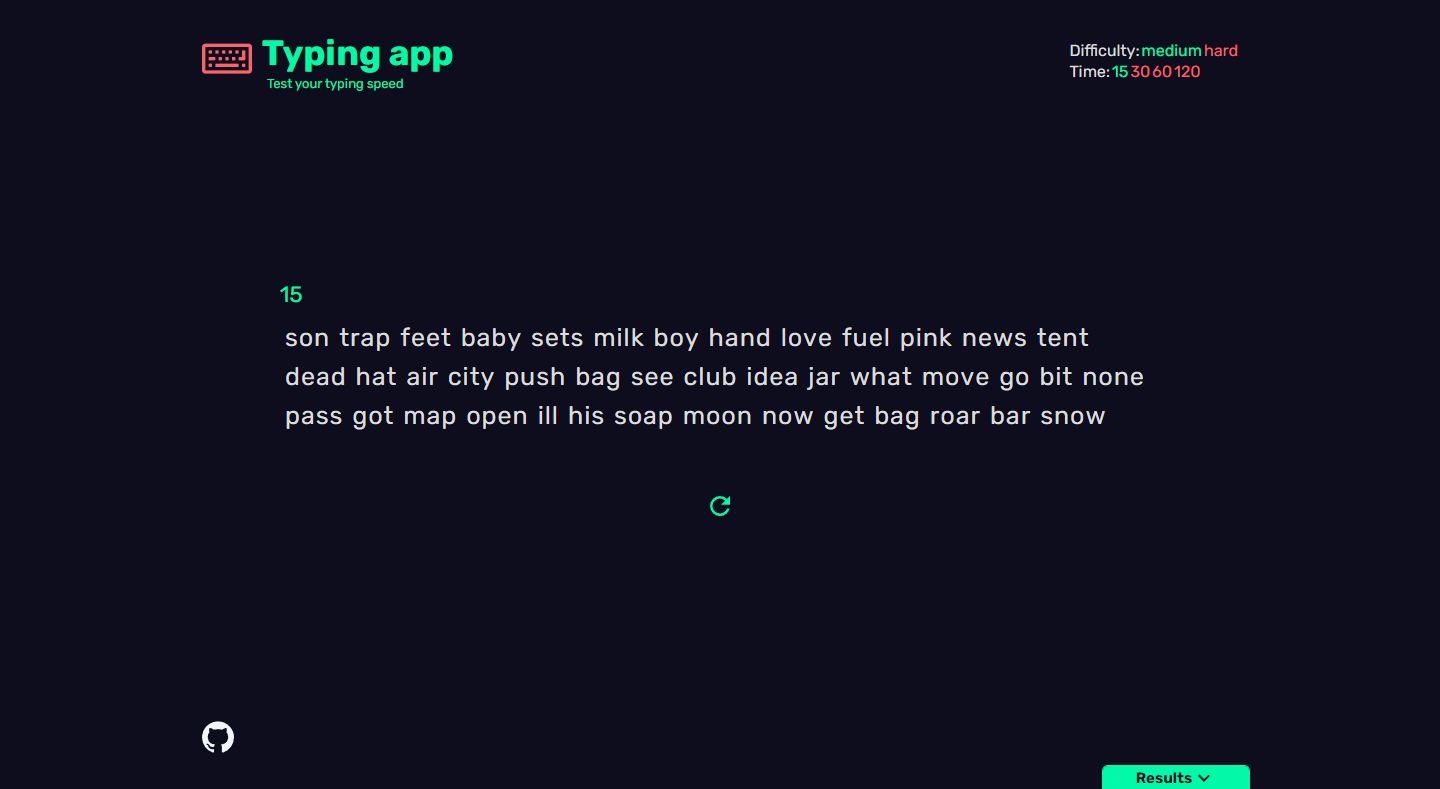 Typing app
Test your typing speed
Difficulty: medium hard
Time: 15 30 60 120
15
son trap feet baby sets milk boy hand love fuel pink news tent
dead hat air city push bag see club idea jar what move go bit none
pass got map open ill his soap moon now get bag roar bar snow
Results